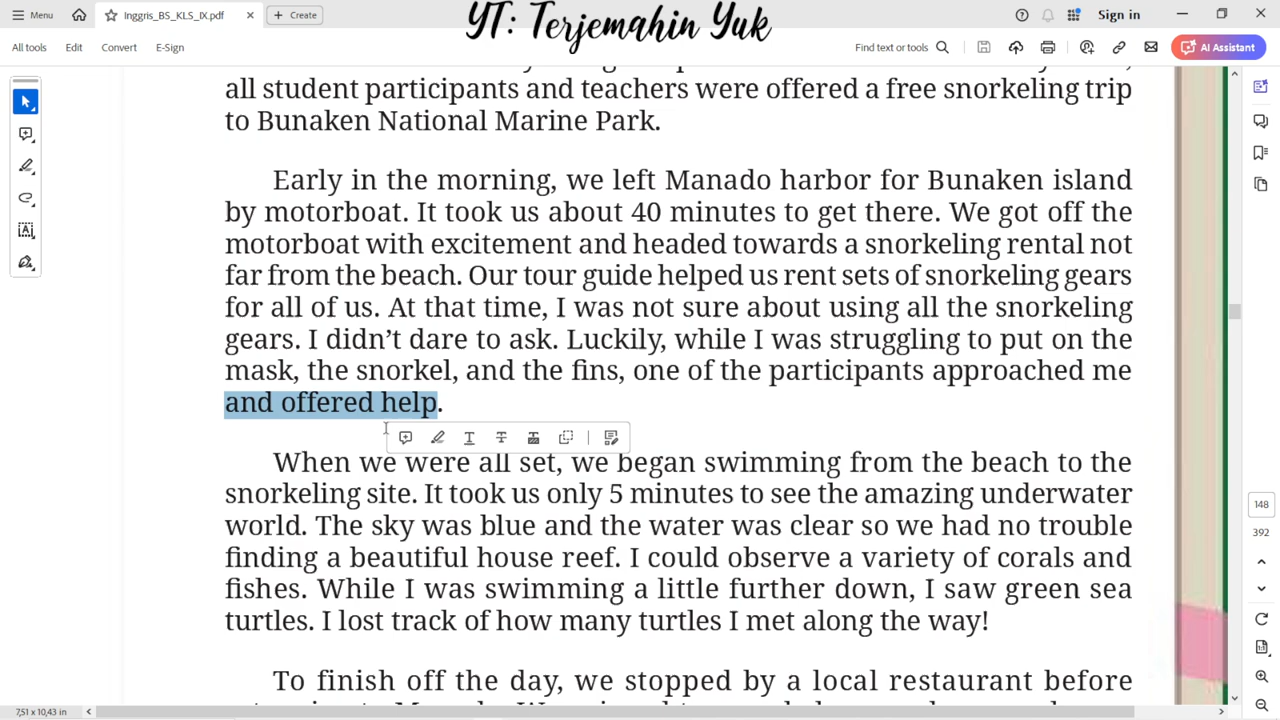 Menu
Inggris_BS_KLS_IX.pdf
Create
YT: Terjemahin Yuk
Sign in
All tools
Edit
Convert
E-Sign
Find text or tools
AI Assistant
all student participants and teachers were offered a free snorkeling trip
to Bunaken National Marine Park.
Early in the morning, we left Manado harbor for Bunaken island
by motorboat. It took us about 40 minutes to get there. We got off the
motorboat with excitement and headed towards a snorkeling rental not
far from the beach. Our tour guide helped us rent sets of snorkeling gears
for all of us. At that time, I was not sure about using all the snorkeling
gears. I didn’t dare to ask. Luckily, while I was struggling to put on the
mask, the snorkel, and the fins, one of the participants approached me
and offered help.
When we were all set, we began swimming from the beach to the
snorkeling site. It took us only 5 minutes to see the amazing underwater
world. The sky was blue and the water was clear so we had no trouble
finding a beautiful house reef. I could observe a variety of corals and
fishes. While I was swimming a little further down, I saw green sea
turtles. I lost track of how many turtles I met along the way!
To finish off the day, we stopped by a local restaurant before
148
392
7,51 x 10,43 in